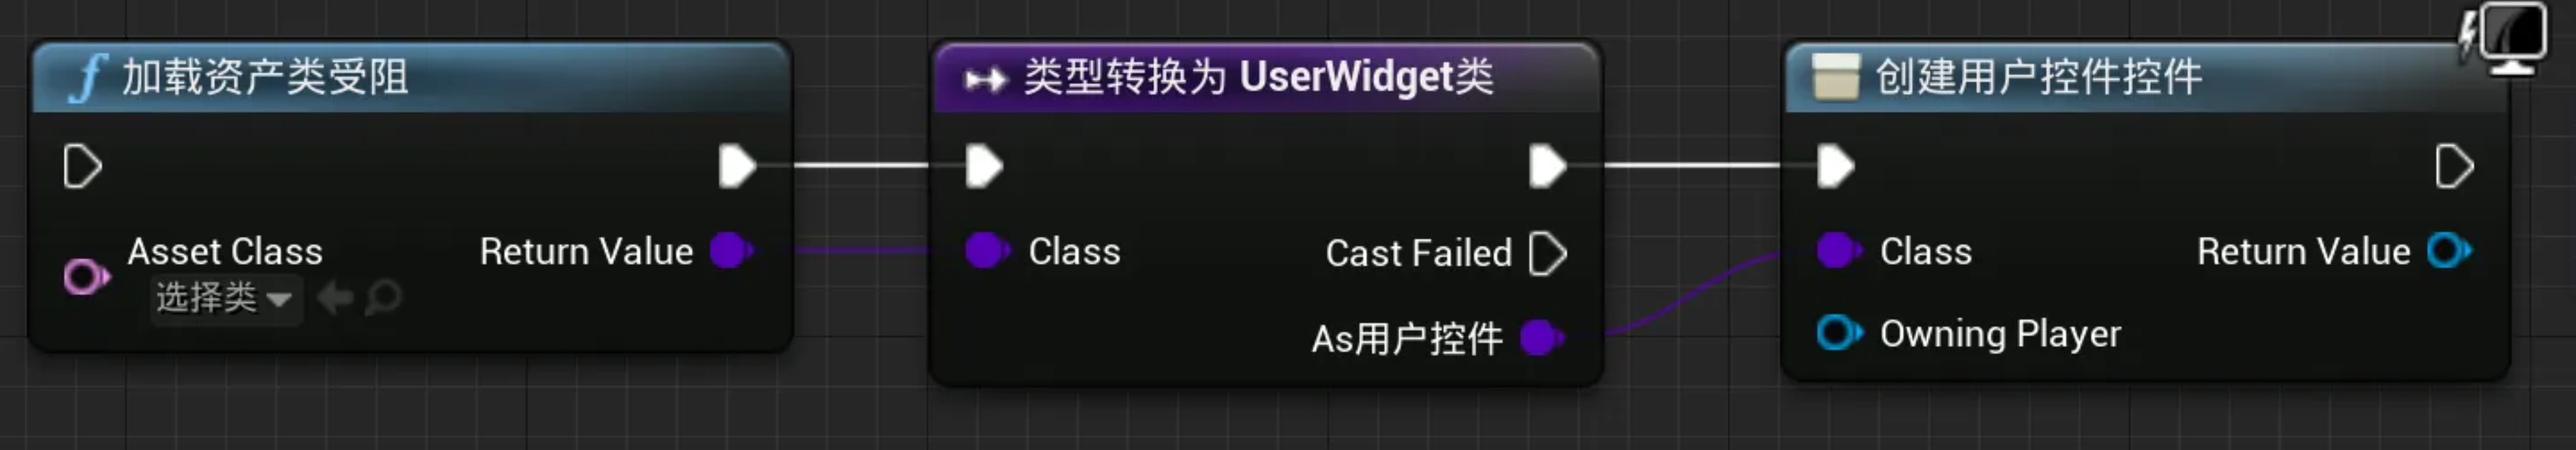 加载资产类受阻
Asset Class
选择类
Return Value
类型转换为 UserWidget类
Class
Cast Failed
As用户控件
创建用户控件控件
Class
Return Value
Owning Player